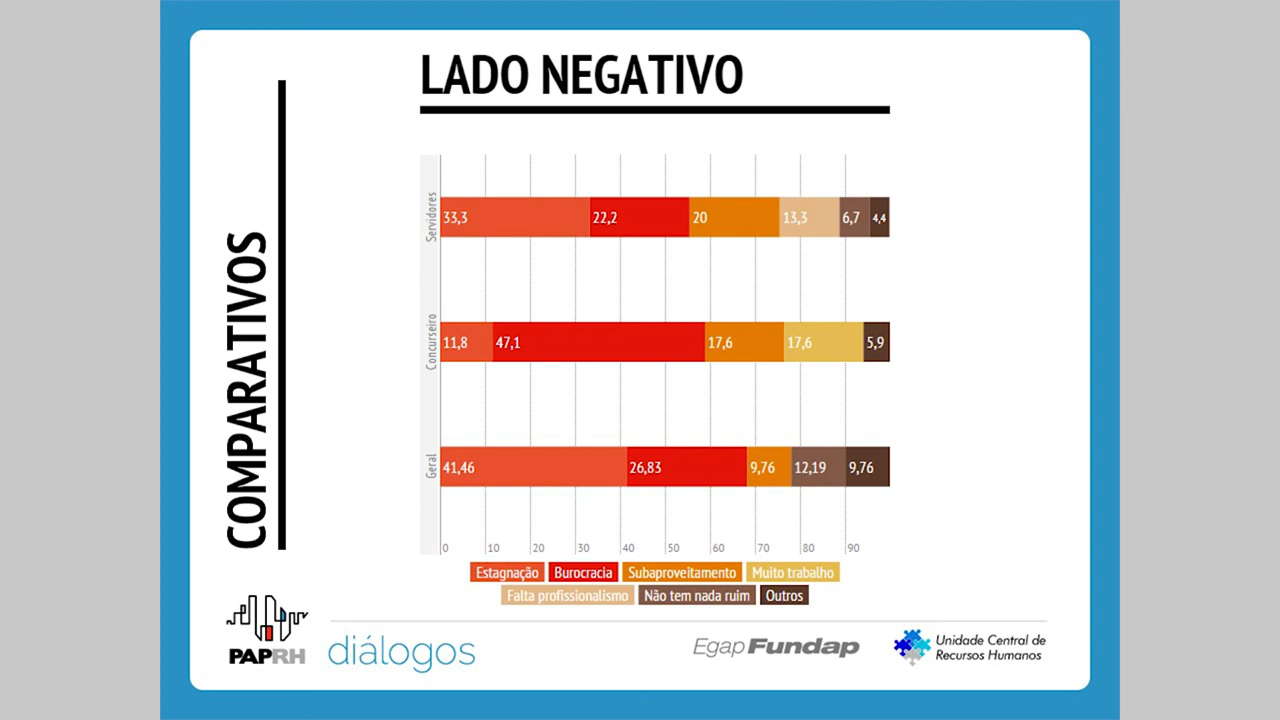 LADO NEGATIVO
COMPARATIVOS
Servidores
33,3 22,2 20 13,3 6,7 4,4
Concurseiro
11,8 47,1 17,6 17,6 5,9
Geral
41,46 26,83 9,76 12,19 9,76
0 10 20 30 40 50 60 70 80 90
Estagnação Burocracia Subaproveitamento Muito trabalho
Falta profissionalismo Não tem nada ruim Outros
PAPRH
diálogos
Egap Fundap
Unidade Central de
Recursos Humanos